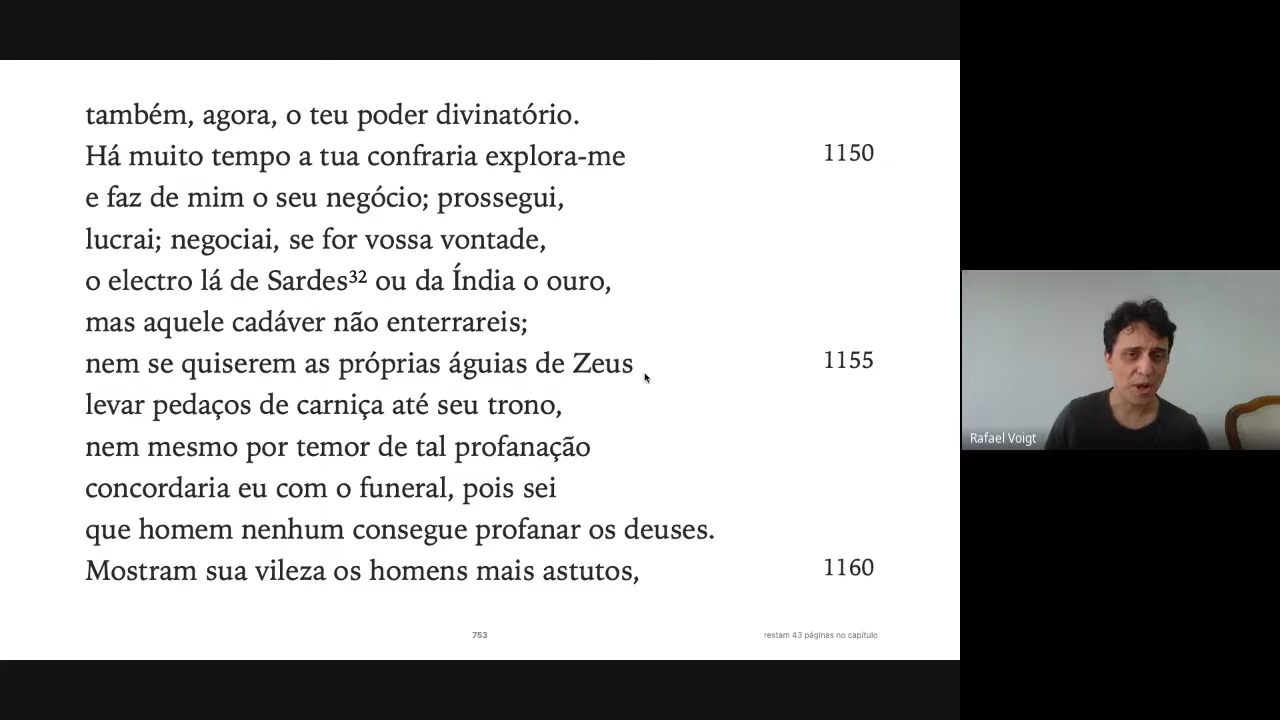 também, agora, o teu poder divinatório.
Há muito tempo a tua confraria explora-me 1150
e faz de mim o seu negócio; prossegui,
lucrai; negociai, se for vossa vontade,
o electro lá de Sardes³² ou da Índia o ouro,
mas aquele cadáver não enterrareis;
nem se quiserem as próprias águias de Zeus 1155
levar pedaços de carniça até seu trono,
nem mesmo por temor de tal profanação
concordaria eu com o funeral, pois sei
que homem nenhum consegue profanar os deuses.
Mostram sua vileza os homens mais astutos, 1160
753 restam 43 páginas no capítulo
Rafael Voigt